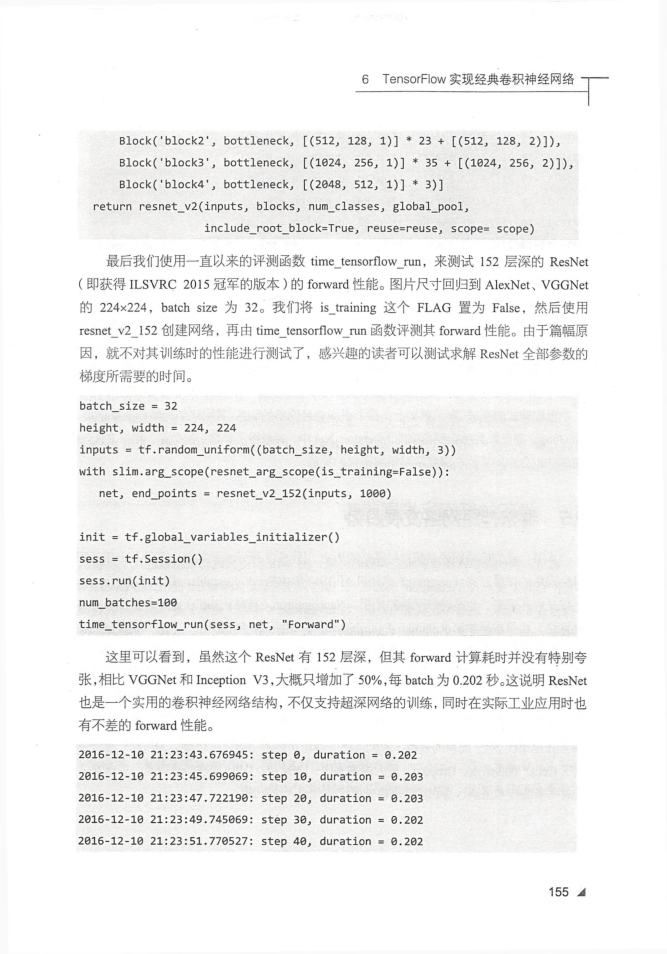 6 TensorFlow 实现经典卷积神经网络
Block('block2', bottleneck, [(512, 128, 1)] * 23 + [(512, 128, 2)]),
Block('block3', bottleneck, [(1024, 256, 1)] * 35 + [(1024, 256, 2)]),
Block('block4', bottleneck, [(2048, 512, 1)] * 3)]
return resnet_v2(inputs, blocks, num_classes, global_pool,
include_root_block=True, reuse=reuse, scope= scope)
最后我们使用一直以来的评测函数 time_tensorflow_run，来测试 152 层深的 ResNet
（即获得 ILSVRC 2015 冠军的版本）的 forward 性能。图片尺寸回归到 AlexNet、VGGNet
的 224×224，batch size 为 32。我们将 is_training 这个 FLAG 置为 False，然后使用
resnet_v2_152 创建网络，再由 time_tensorflow_run 函数评测其 forward 性能。由于篇幅原
因，就不对其训练时的性能进行测试了，感兴趣的读者可以测试求解 ResNet 全部参数的
梯度所需要的时间。
batch_size = 32
height, width = 224, 224
inputs = tf.random_uniform((batch_size, height, width, 3))
with slim.arg_scope(resnet_arg_scope(is_training=False)):
net, end_points = resnet_v2_152(inputs, 1000)
init = tf.global_variables_initializer()
sess = tf.Session()
sess.run(init)
num_batches=100
time_tensorflow_run(sess, net, "Forward")
这里可以看到，虽然这个 ResNet 有 152 层深，但其 forward 计算耗时并没有特别夸
张，相比 VGGNet 和 Inception V3，大概只增加了 50%，每 batch 为 0.202 秒。这说明 ResNet
也是一个实用的卷积神经网络结构，不仅支持超深网络的训练，同时在实际工业应用时也
有不差的 forward 性能。
2016-12-10 21:23:43.676945: step 0, duration = 0.202
2016-12-10 21:23:45.699069: step 10, duration = 0.203
2016-12-10 21:23:47.722190: step 20, duration = 0.203
2016-12-10 21:23:49.745069: step 30, duration = 0.202
2016-12-10 21:23:51.770527: step 40, duration = 0.202
155